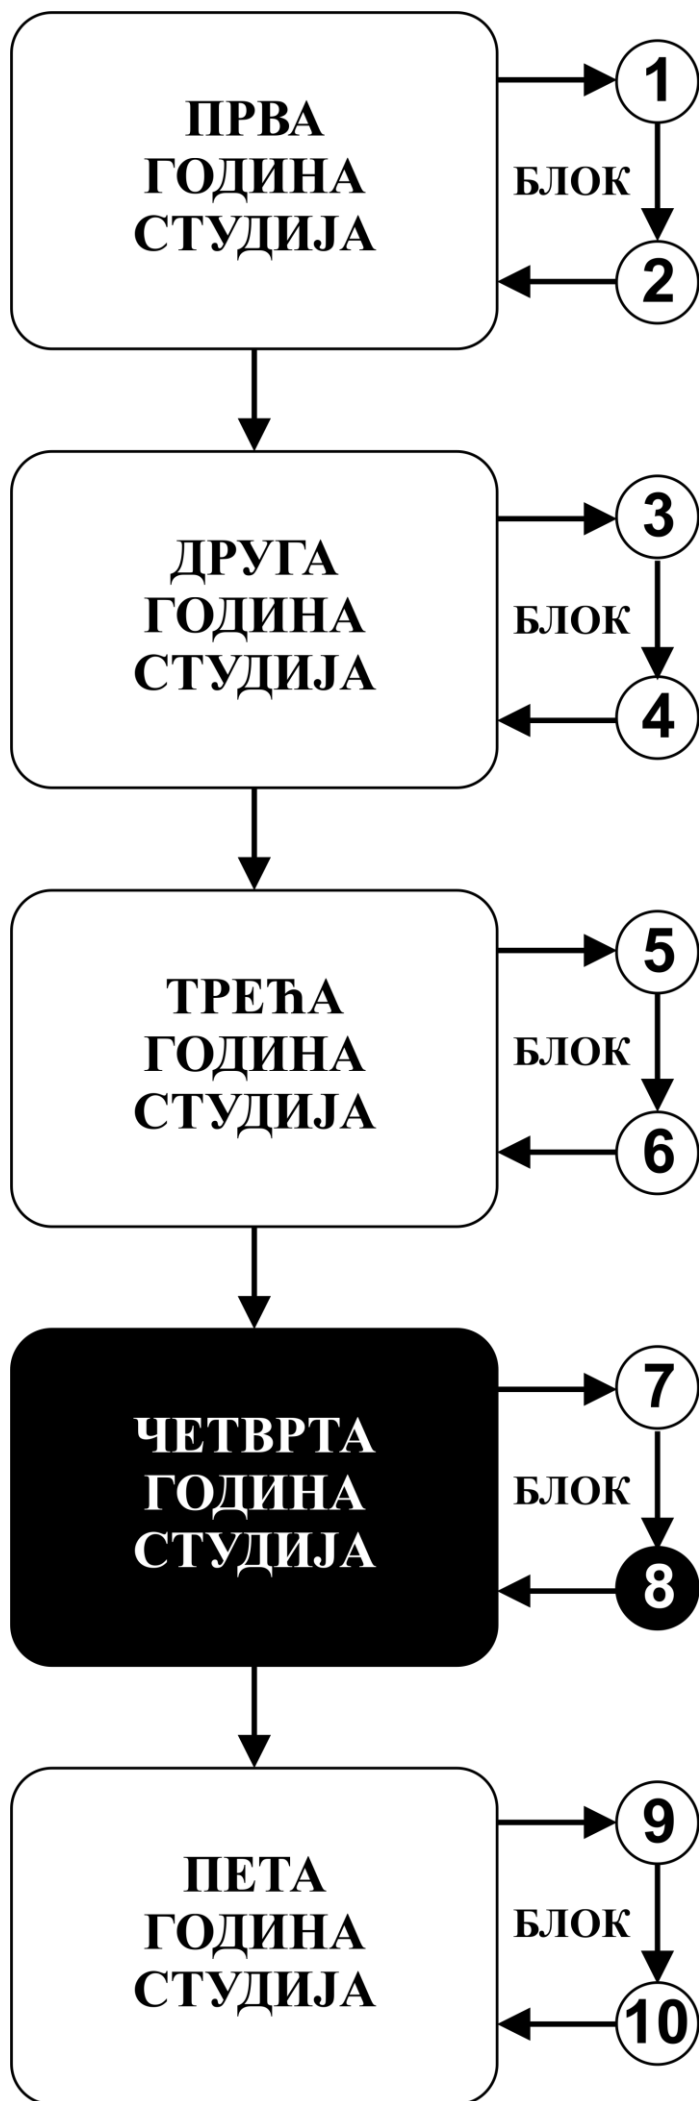 ПРВА
ГОДИНА
СТУДИЈА
1
БЛОК
2
ДРУГА
ГОДИНА
СТУДИЈА
3
БЛОК
4
ТРЕЋА
ГОДИНА
СТУДИЈА
5
БЛОК
6
ЧЕТВРТА
ГОДИНА
СТУДИЈА
7
БЛОК
8
ПЕТА
ГОДИНА
СТУДИЈА
9
БЛОК
10